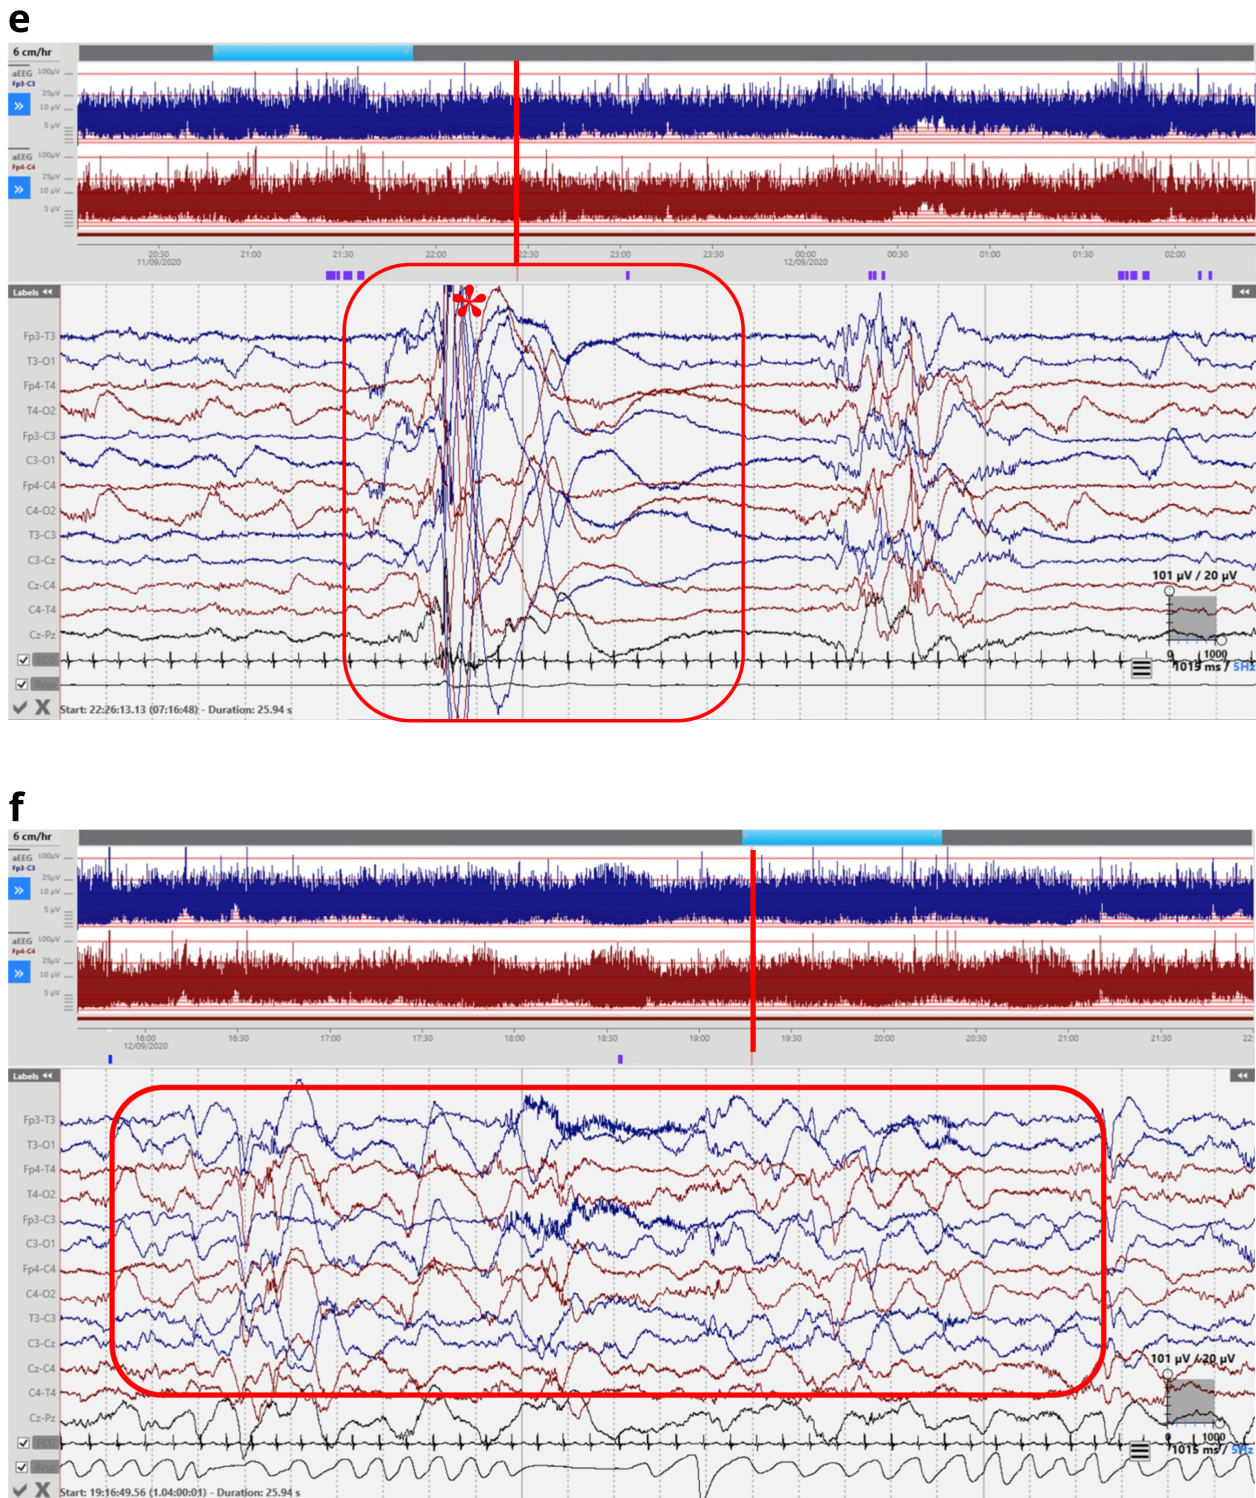 e
6 cm/hr
aEEG 100µV
Fp3-C3 25µV
10 µV
5 µV
aEEG 100µV
Fp4-C4 25µV
10 µV
5 µV
20:30 21:00 21:30 22:00 22:30 23:00 23:30 00:00 00:30 01:00 01:30 02:00
11/09/2020 12/09/2020
Labels
Fp3-T3
T3-O1
Fp4-T4
T4-O2
Fp3-C3
C3-O1
Fp4-C4
C4-O2
T3-C3
C3-Cz
Cz-C4
C4-T4
Cz-Pz
101 µV / 20 µV
0 1000
ECG
1015 ms / 5Hz
Resp
Start: 22:26:13.13 (07:16:48) - Duration: 25.94 s
f
6 cm/hr
aEEG 100µV
Fp3-C3 25µV
10 µV
5 µV
aEEG 100µV
Fp4-C4 25µV
10 µV
5 µV
16:00 16:30 17:00 17:30 18:00 18:30 19:00 19:30 20:00 20:30 21:00 21:30 22:
12/09/2020
Labels
Fp3-T3
T3-O1
Fp4-T4
T4-O2
Fp3-C3
C3-O1
Fp4-C4
C4-O2
T3-C3
C3-Cz
Cz-C4
C4-T4
Cz-Pz
101 µV / 20 µV
0 1000
ECG
1015 ms / 5Hz
Resp
Start: 19:16:49.56 (1.04:00:01) - Duration: 25.94 s